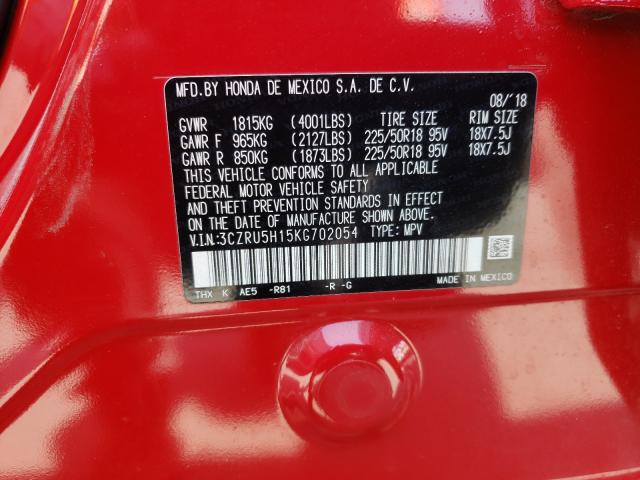 MFD.BY HONDA DE MEXICO S.A. DE C.V.
08/'18
GVWR 1815KG (4001LBS) TIRE SIZE RIM SIZE
GAWR F 965KG (2127LBS) 225/50R18 95V 18X7.5J
GAWR R 850KG (1873LBS) 225/50R18 95V 18X7.5J
THIS VEHICLE CONFORMS TO ALL APPLICABLE
FEDERAL MOTOR VEHICLE SAFETY
AND THEFT PREVENTION STANDARDS IN EFFECT
ON THE DATE OF MANUFACTURE SHOWN ABOVE.
V.I.N:3CZRU5H15KG702054 TYPE: MPV
THX K AE5 -R81 -R -G MADE IN MEXICO